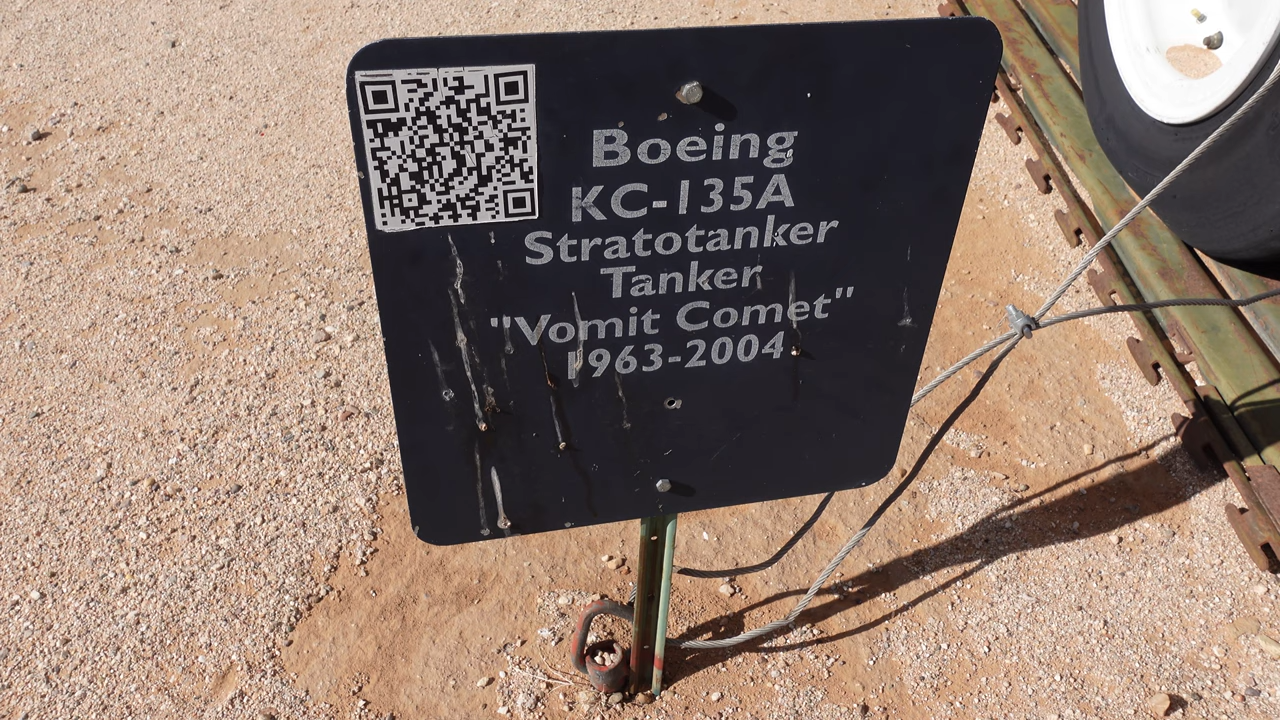 Boeing
KC-135A
Stratotanker
Tanker
"Vomit Comet"
1963-2004